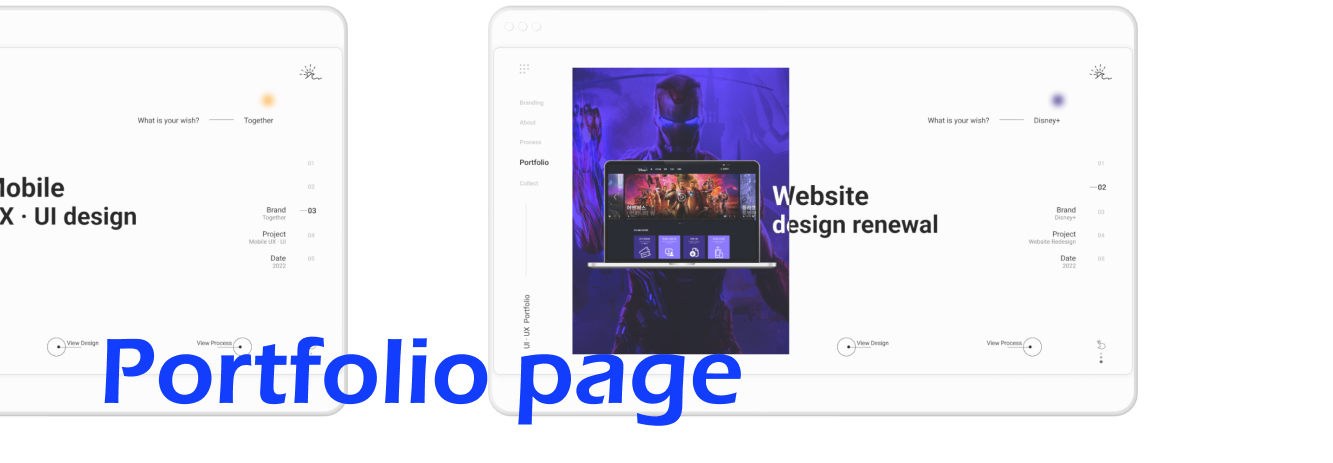 What is your wish?
Together
Mobile
UX · UI design
01
02
03
04
05
Brand
Together
Project
Mobile UX · UI
Date
2022
View Design
View Process
Branding
About
Process
Portfolio
Collect
UI · UX Portfolio
Website
design renewal
What is your wish?
Disney+
01
02
03
04
05
Brand
Disney+
Project
Website Redesign
Date
2022
View Design
View Process
Portfolio page